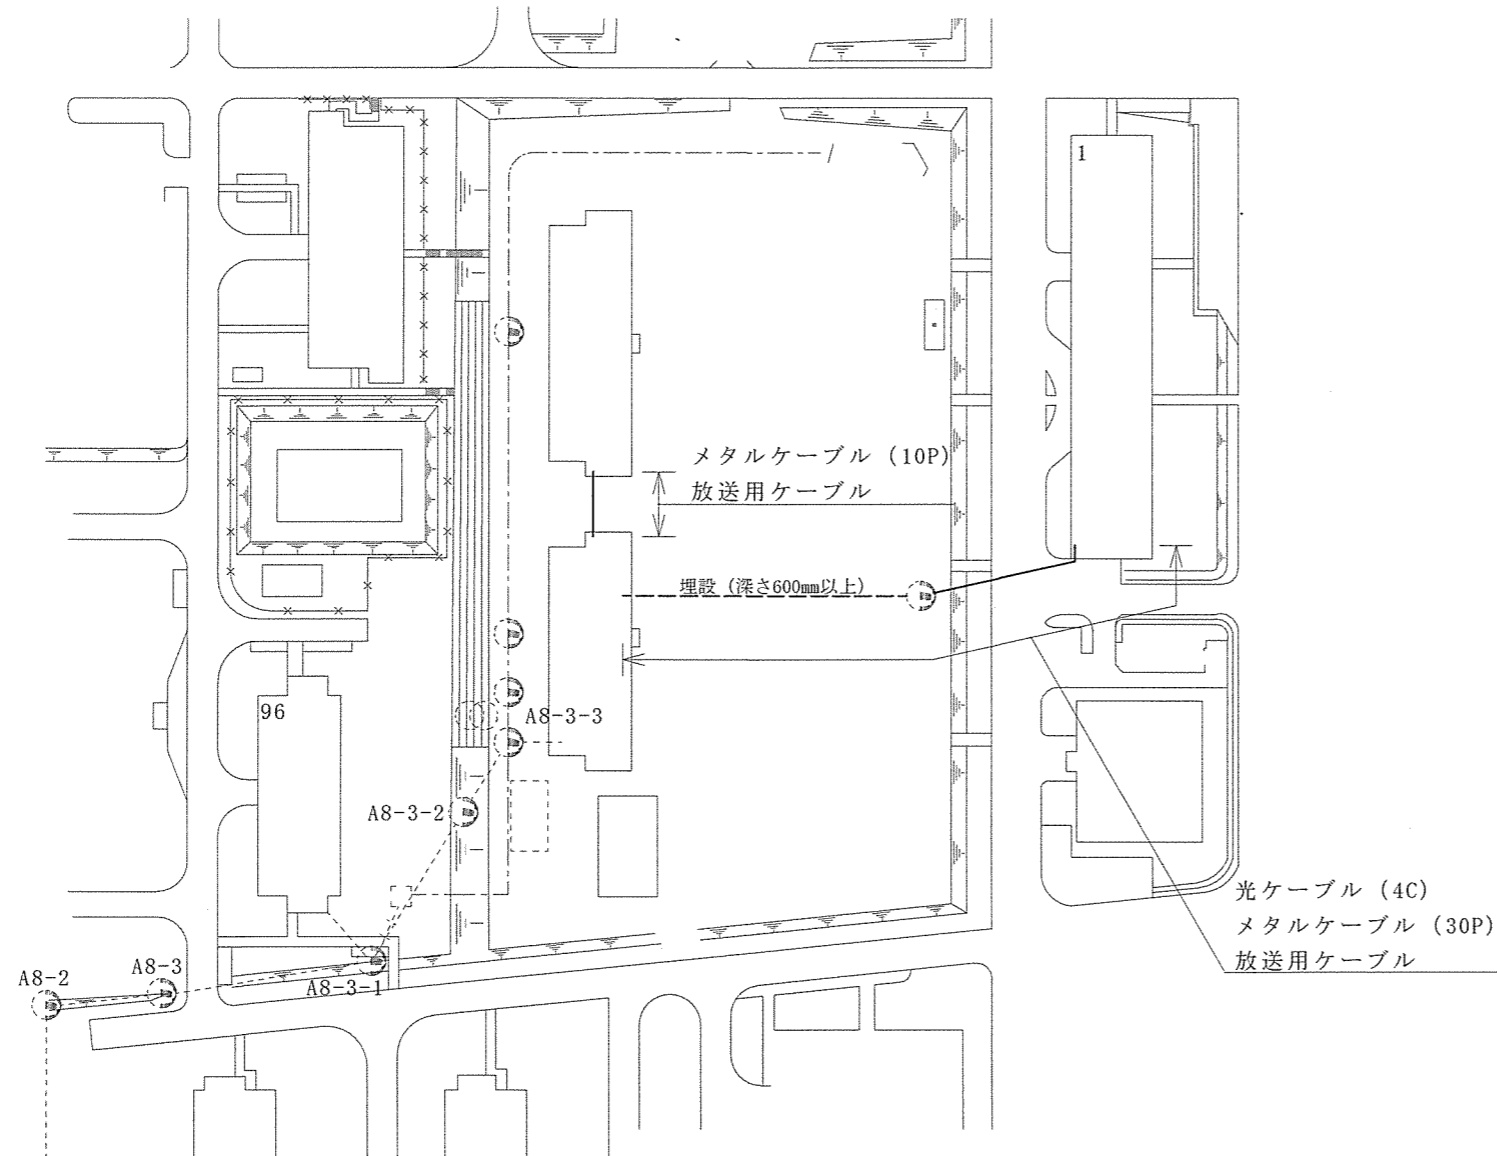 1
メタルケーブル（10P）
放送用ケーブル
埋設（深さ600mm以上）
96
A8-3-3
A8-3-2
光ケーブル（4C）
メタルケーブル（30P）
放送用ケーブル
A8-3
A8-2
A8-3-1